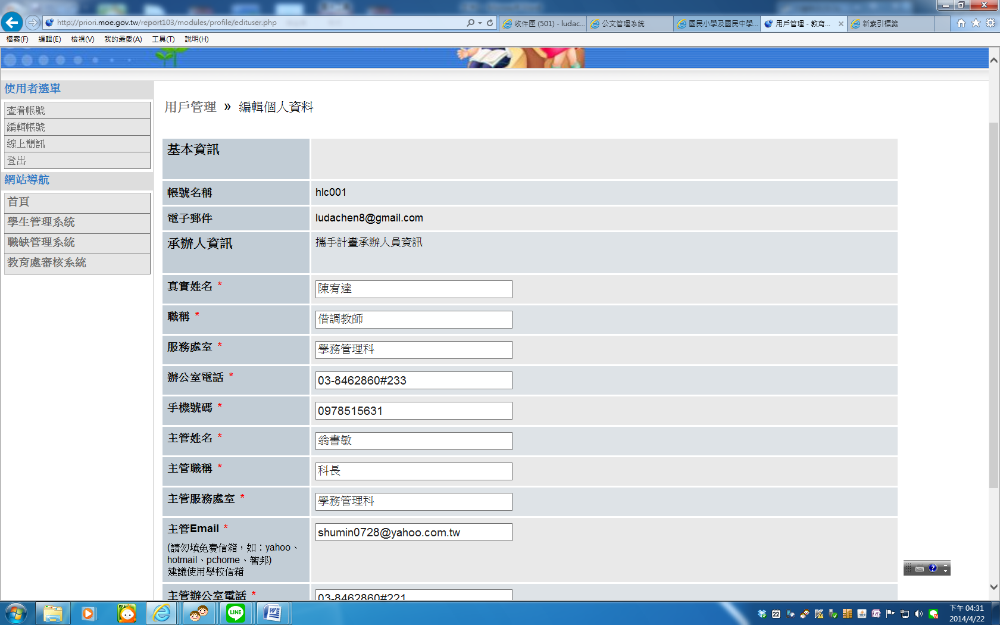 http://priori.moe.gov.tw/report103/modules/profile/edituser.php
收件匣 (501) - ludac...
公文管理系統
國民小學及國民中學...
用戶管理 - 教育...
新索引標籤
檔案(F) 編輯(E) 檢視(V) 我的最愛(A) 工具(T) 說明(H)
使用者選單
查看帳號
編輯帳號
線上簡訊
登出
網站導航
首頁
學生管理系統
職缺管理系統
教育處審核系統
用戶管理 » 編輯個人資料
基本資訊
帳號名稱 hlc001
電子郵件 ludachen8@gmail.com
承辦人資訊 攜手計畫承辦人員資訊
真實姓名 * 陳宥達
職稱 * 借調教師
服務處室 * 學務管理科
辦公室電話 * 03-8462860#233
手機號碼 * 0978515631
主管姓名 * 翁書敏
主管職稱 * 科長
主管服務處室 * 學務管理科
主管Email * shumin0728@yahoo.com.tw
(請勿填免費信箱，如：yahoo、
hotmail、pchome、智邦)
建議使用學校信箱
主管辦公室電話 * 03-8462860#221
LINE
22
下午 04:31
2014/4/22